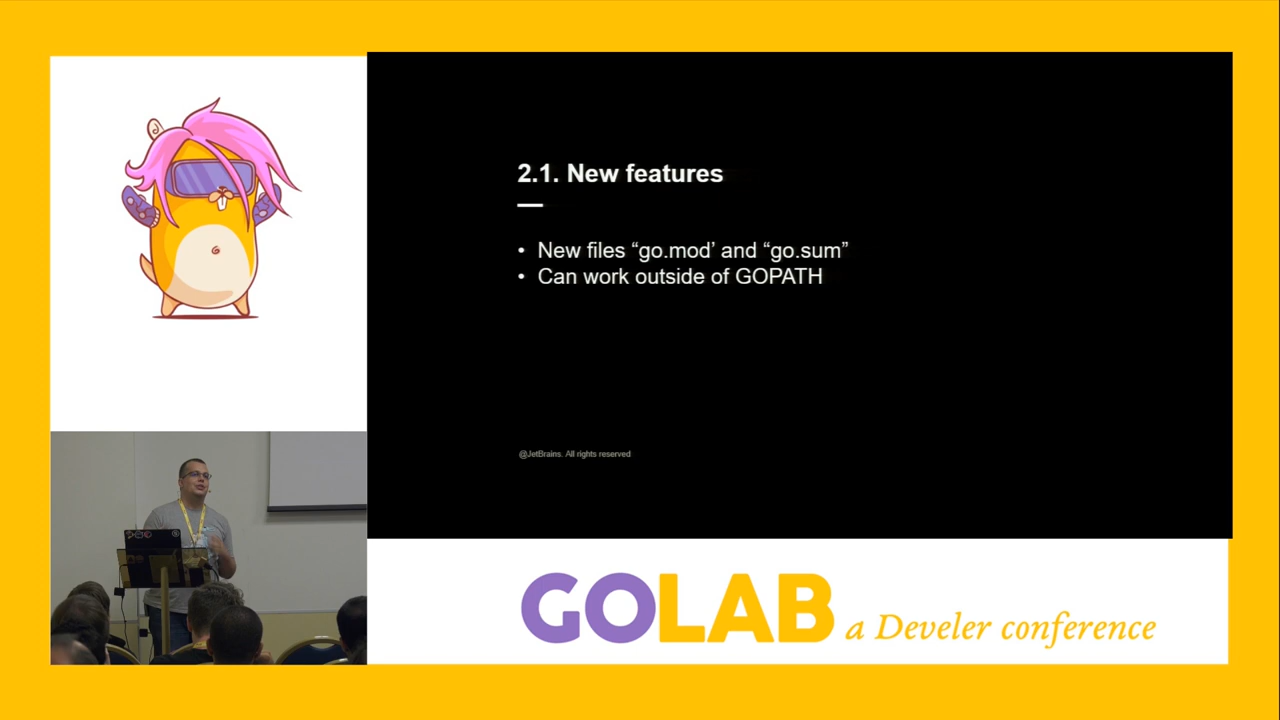 2.1. New features
• New files “go.mod’ and “go.sum”
• Can work outside of GOPATH
@JetBrains. All rights reserved
GOLAB a Develer conference